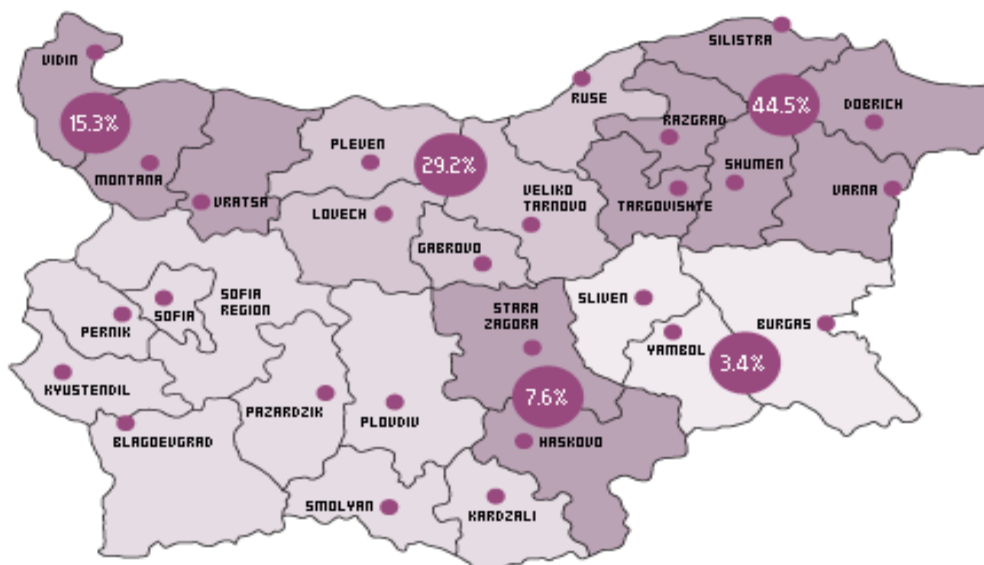 SILISTRA
VIDIN
RUSE
44.5%
DOBRICH
15.3%
RAZGRAD
PLEVEN
29.2%
SHUMEN
MONTANA
VELIKO
TARNOVO
VARNA
VRATSA
LOVECH
TARGOVISHTE
GABROVO
SOFIA
REGION
SLIVEN
STARA
ZAGORA
SOFIA
PERNIK
BURGAS
YAMBOL
3.4%
KYUSTENDIL
7.6%
PAZARDZIK
PLOVDIV
BLAGOEVGRAD
HASKOVO
SMOLYAN
KARDZALI